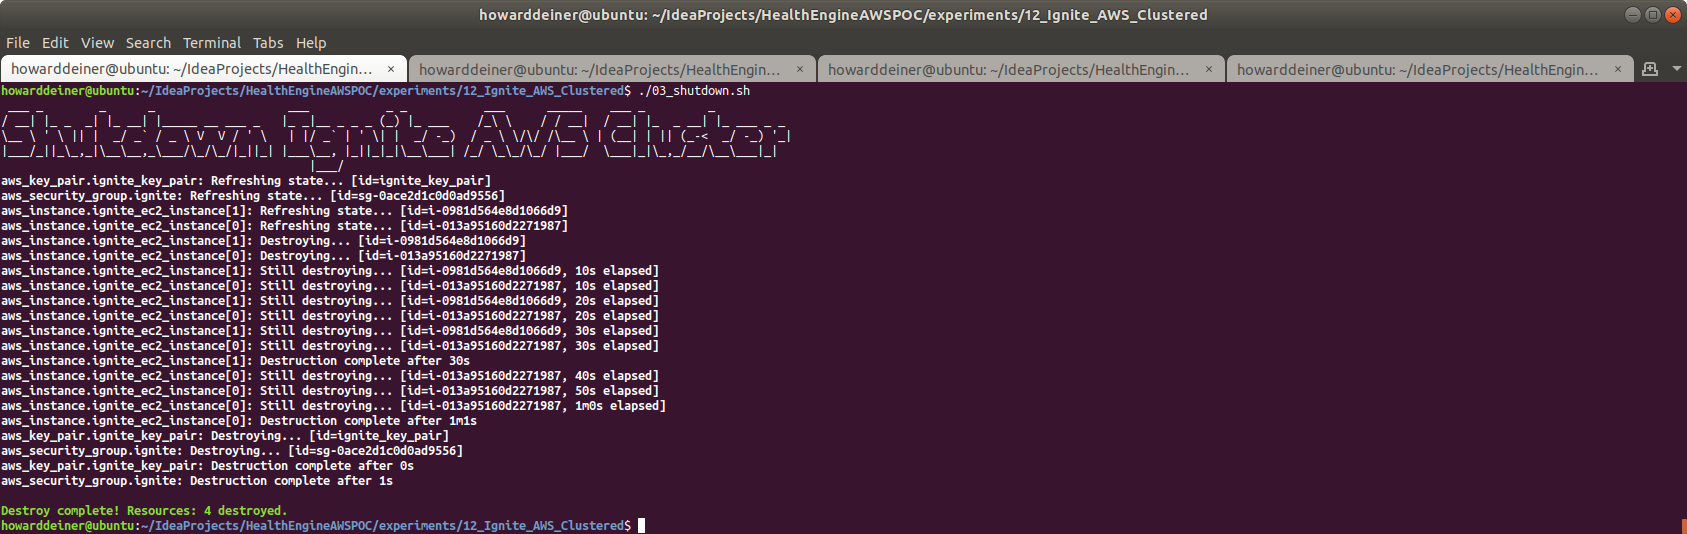 howarddeiner@ubuntu: ~/IdeaProjects/HealthEngineAWSPOC/experiments/12_Ignite_AWS_Clustered
File Edit View Search Terminal Tabs Help
howarddeiner@ubuntu: ~/IdeaProjects/HealthEngin… × howarddeiner@ubuntu: ~/IdeaProjects/HealthEngin… × howarddeiner@ubuntu: ~/IdeaProjects/HealthEngin… × howarddeiner@ubuntu: ~/IdeaProjects/HealthEngin… ×
howarddeiner@ubuntu:~/IdeaProjects/HealthEngineAWSPOC/experiments/12_Ignite_AWS_Clustered$ ./03_shutdown.sh
Shutdown Ignite AWS Cluster
aws_key_pair.ignite_key_pair: Refreshing state... [id=ignite_key_pair]
aws_security_group.ignite: Refreshing state... [id=sg-0ace2d1c0d0ad9556]
aws_instance.ignite_ec2_instance[1]: Refreshing state... [id=i-0981d564e8d1066d9]
aws_instance.ignite_ec2_instance[0]: Refreshing state... [id=i-013a95160d2271987]
aws_instance.ignite_ec2_instance[1]: Destroying... [id=i-0981d564e8d1066d9]
aws_instance.ignite_ec2_instance[0]: Destroying... [id=i-013a95160d2271987]
aws_instance.ignite_ec2_instance[1]: Still destroying... [id=i-0981d564e8d1066d9, 10s elapsed]
aws_instance.ignite_ec2_instance[0]: Still destroying... [id=i-013a95160d2271987, 10s elapsed]
aws_instance.ignite_ec2_instance[1]: Still destroying... [id=i-0981d564e8d1066d9, 20s elapsed]
aws_instance.ignite_ec2_instance[0]: Still destroying... [id=i-013a95160d2271987, 20s elapsed]
aws_instance.ignite_ec2_instance[1]: Still destroying... [id=i-0981d564e8d1066d9, 30s elapsed]
aws_instance.ignite_ec2_instance[0]: Still destroying... [id=i-013a95160d2271987, 30s elapsed]
aws_instance.ignite_ec2_instance[1]: Destruction complete after 30s
aws_instance.ignite_ec2_instance[0]: Still destroying... [id=i-013a95160d2271987, 40s elapsed]
aws_instance.ignite_ec2_instance[0]: Still destroying... [id=i-013a95160d2271987, 50s elapsed]
aws_instance.ignite_ec2_instance[0]: Still destroying... [id=i-013a95160d2271987, 1m0s elapsed]
aws_instance.ignite_ec2_instance[0]: Destruction complete after 1m1s
aws_key_pair.ignite_key_pair: Destroying... [id=ignite_key_pair]
aws_security_group.ignite: Destroying... [id=sg-0ace2d1c0d0ad9556]
aws_key_pair.ignite_key_pair: Destruction complete after 0s
aws_security_group.ignite: Destruction complete after 1s
Destroy complete! Resources: 4 destroyed.
howarddeiner@ubuntu:~/IdeaProjects/HealthEngineAWSPOC/experiments/12_Ignite_AWS_Clustered$